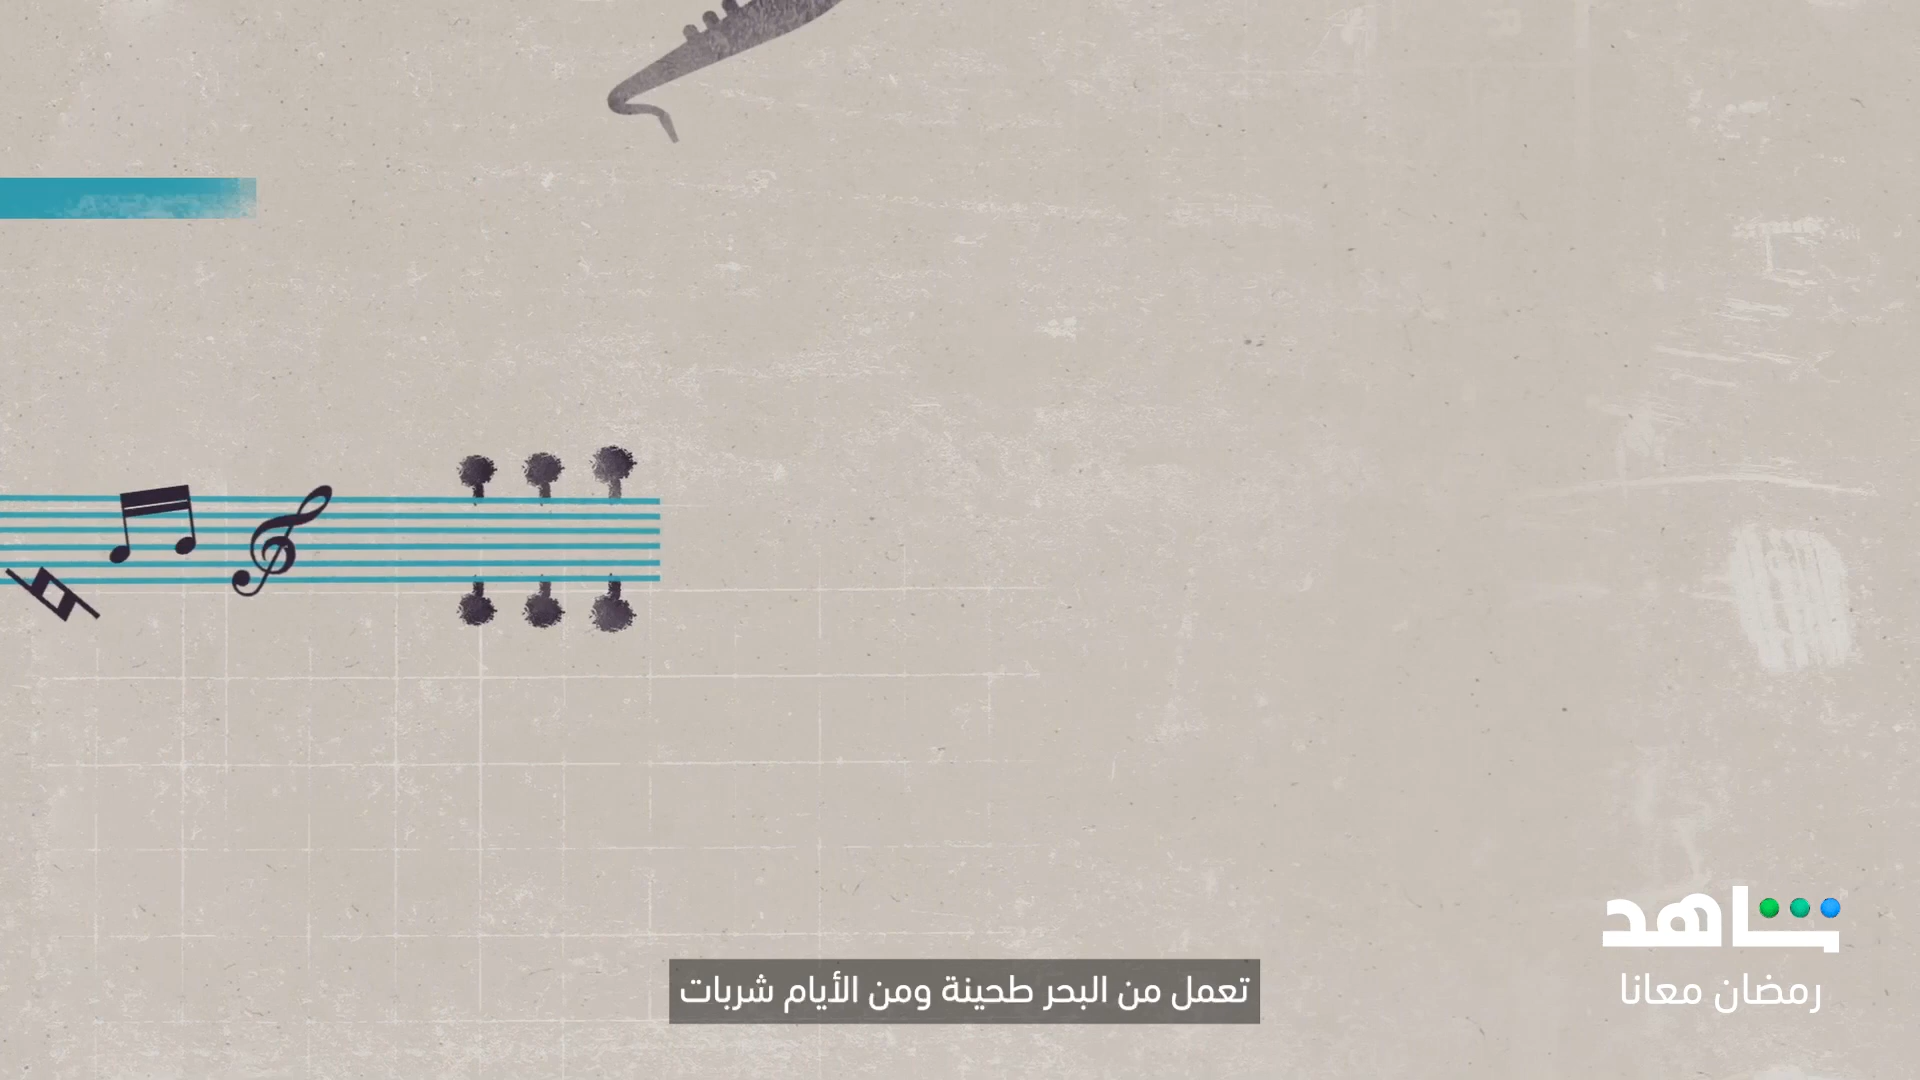 شاهد
رمضان معانا
تعمل من البحر طحينة ومن الأيام شربات